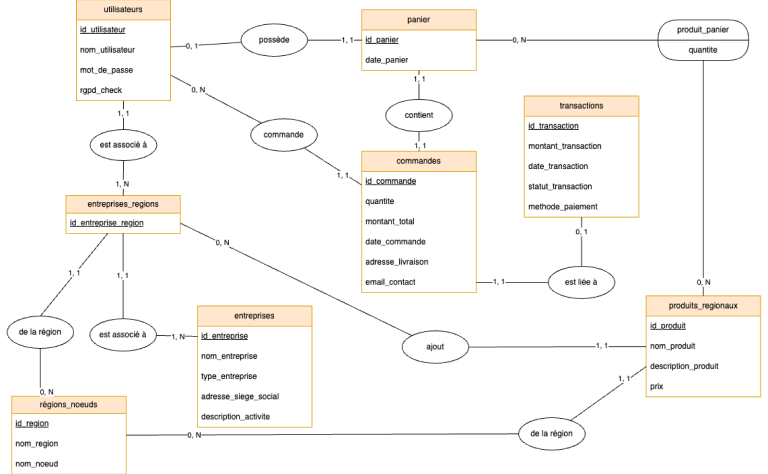 utilisateurs
id_utilisateur
nom_utilisateur
mot_de_passe
rgpd_check
0, 1
possède
1, 1
panier
id_panier
date_panier
0, N
produit_panier
quantite
1, 1
0, N
commande
1, 1
1, 1
contient
1, 1
transactions
id_transaction
montant_transaction
date_transaction
statut_transaction
methode_paiement
est associé à
1, N
commandes
id_commande
quantite
montant_total
date_commande
adresse_livraison
email_contact
entreprises_regions
id_entreprise_region
0, N
0, 1
1, 1
est liée à
0, N
1, 1
1, 1
de la région
est associé à
1, N
entreprises
id_entreprise
nom_entreprise
type_entreprise
adresse_siege_social
description_activite
ajout
1, 1
produits_regionaux
id_produit
nom_produit
description_produit
prix
1, 1
0, N
régions_noeuds
id_region
nom_region
nom_noeud
0, N
de la région